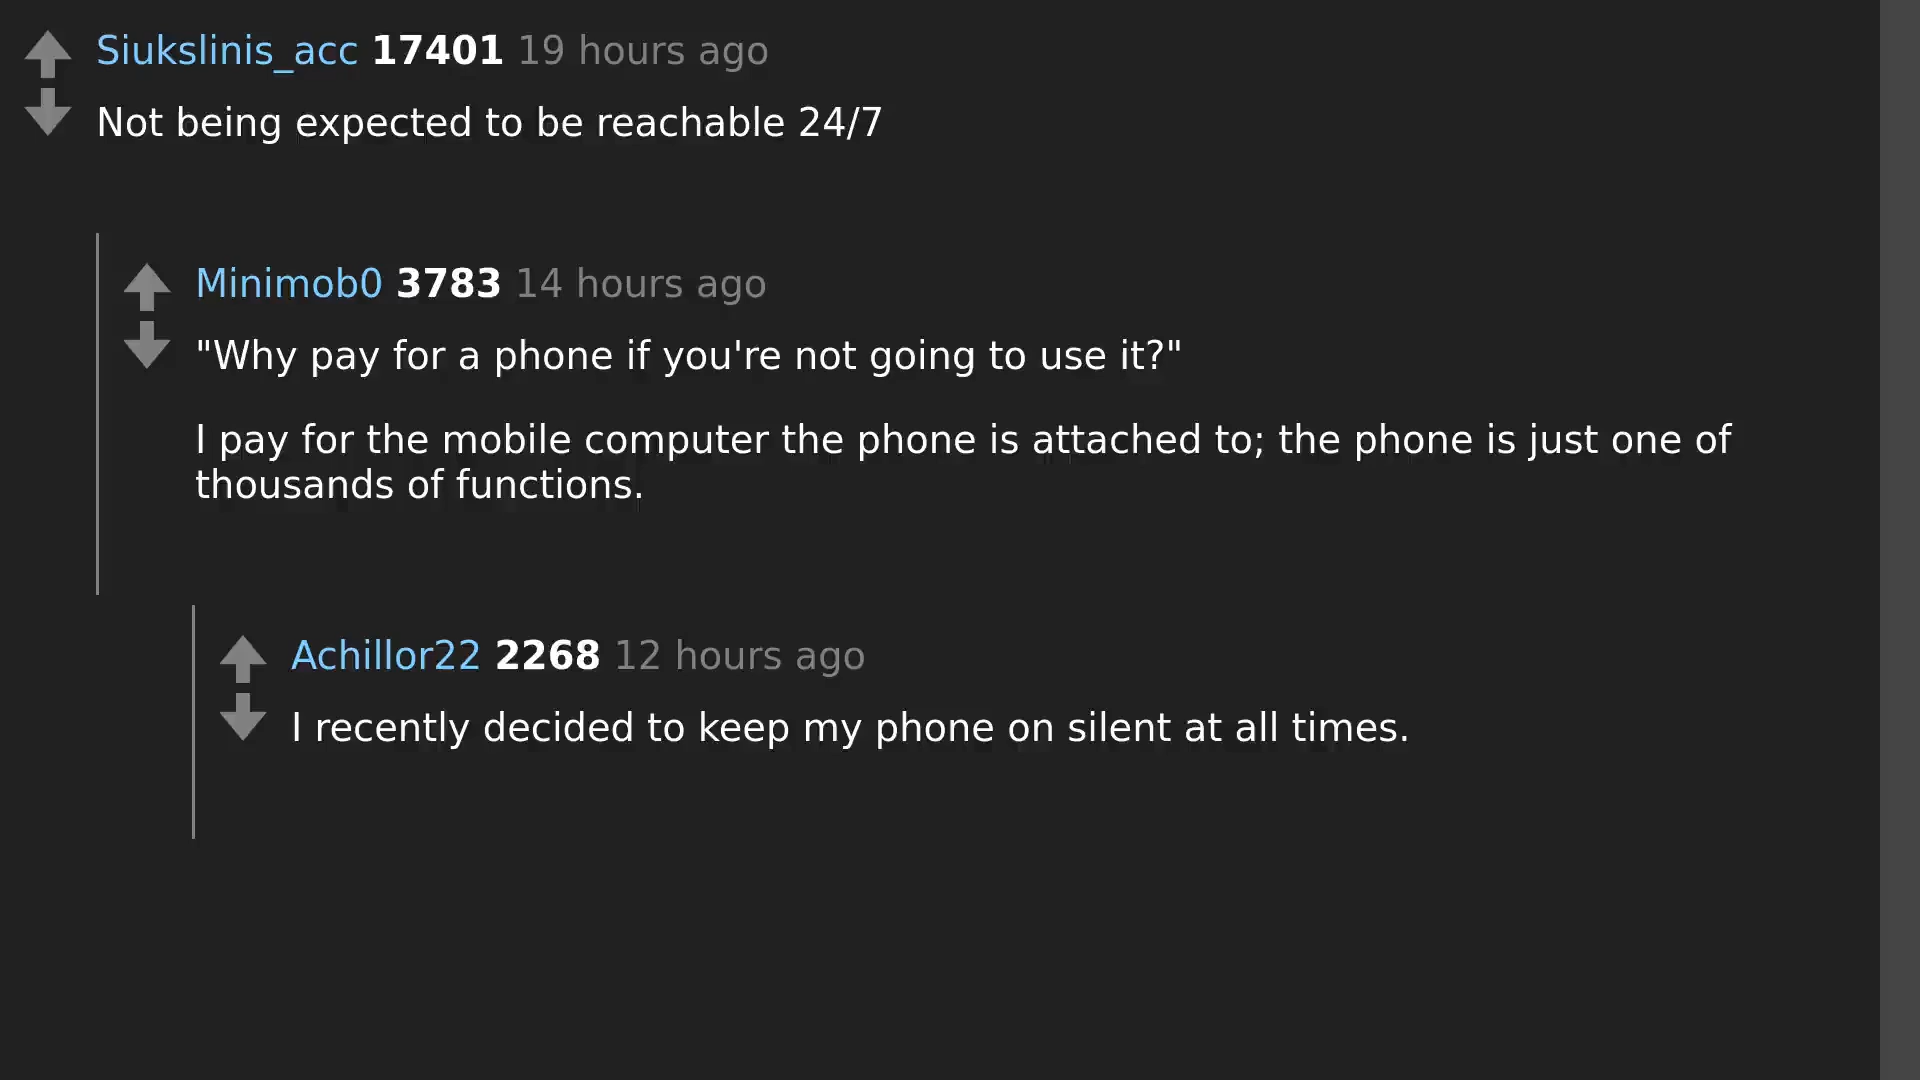 Siukslinis_acc 17401 19 hours ago
Not being expected to be reachable 24/7
Minimob0 3783 14 hours ago
"Why pay for a phone if you're not going to use it?"
I pay for the mobile computer the phone is attached to; the phone is just one of
thousands of functions.
Achillor22 2268 12 hours ago
I recently decided to keep my phone on silent at all times.